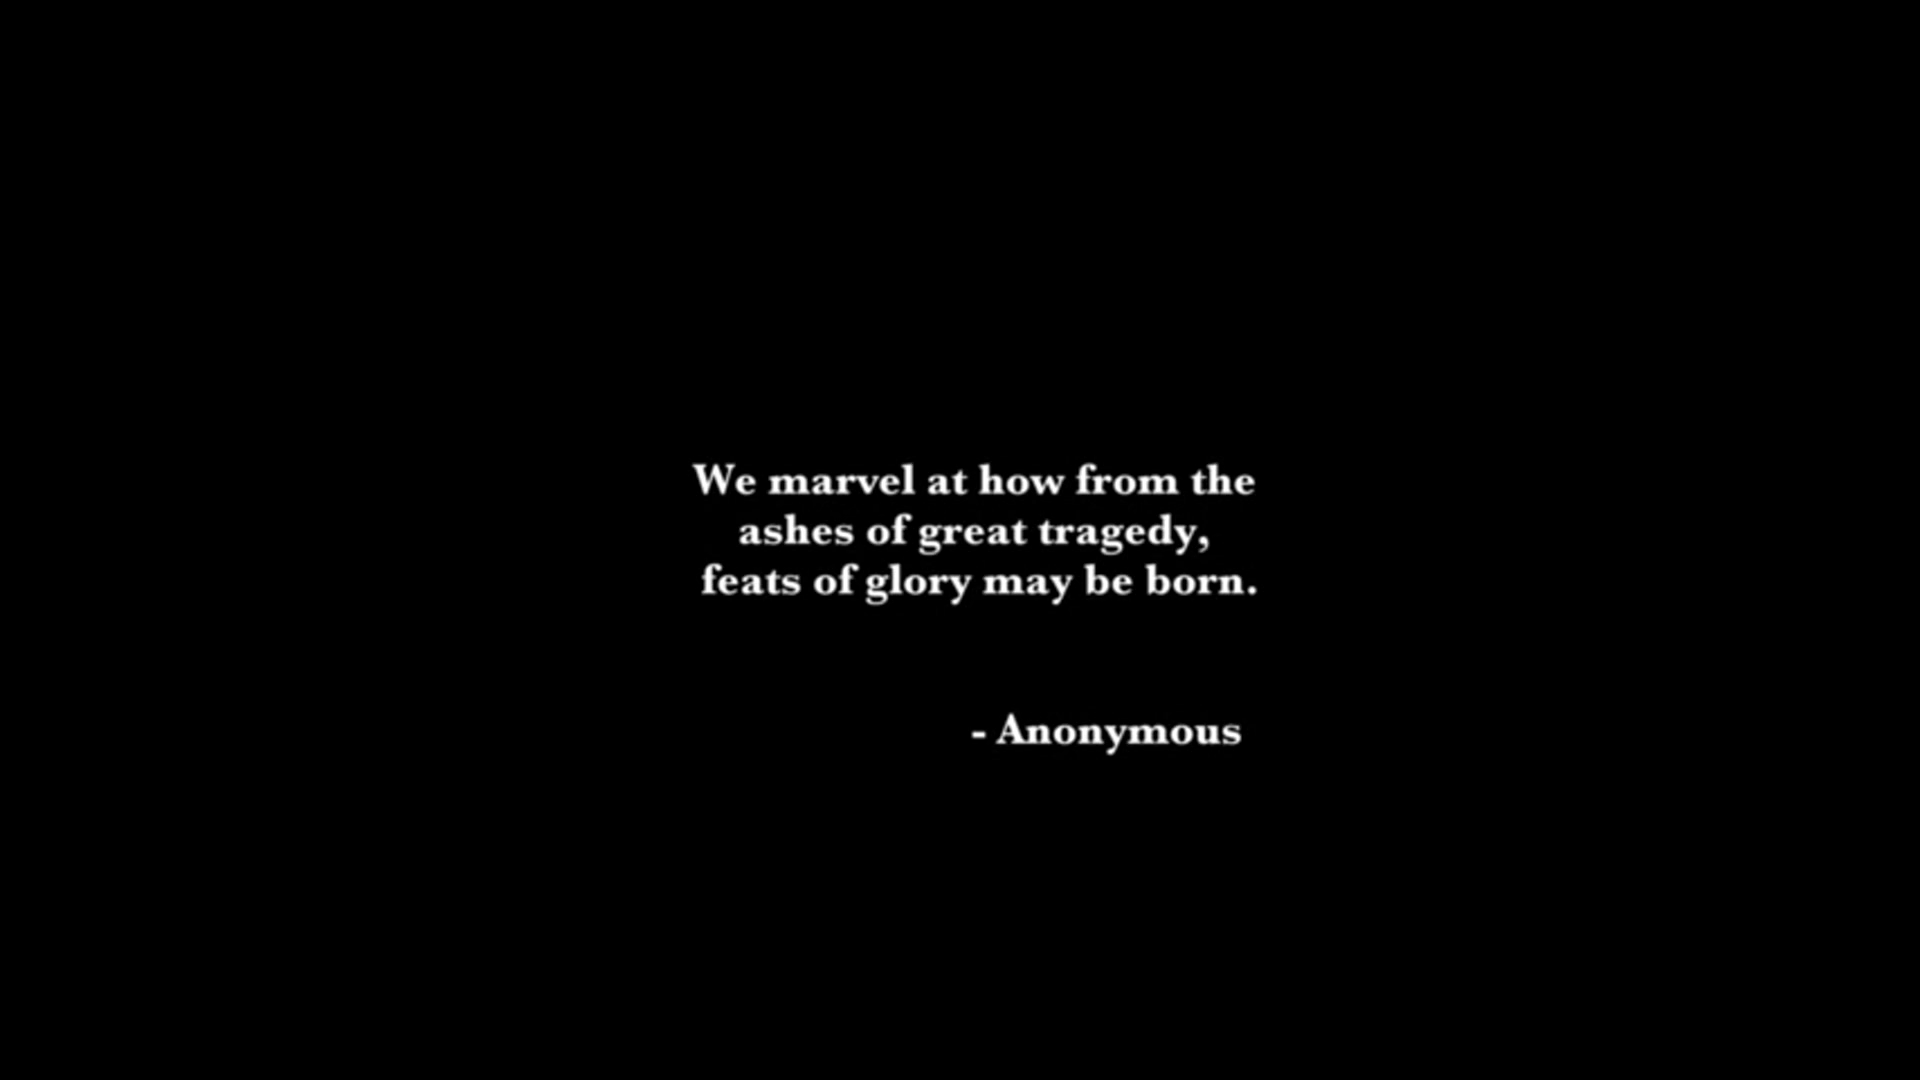 We marvel at how from the
ashes of great tragedy,
feats of glory may be born.
- Anonymous